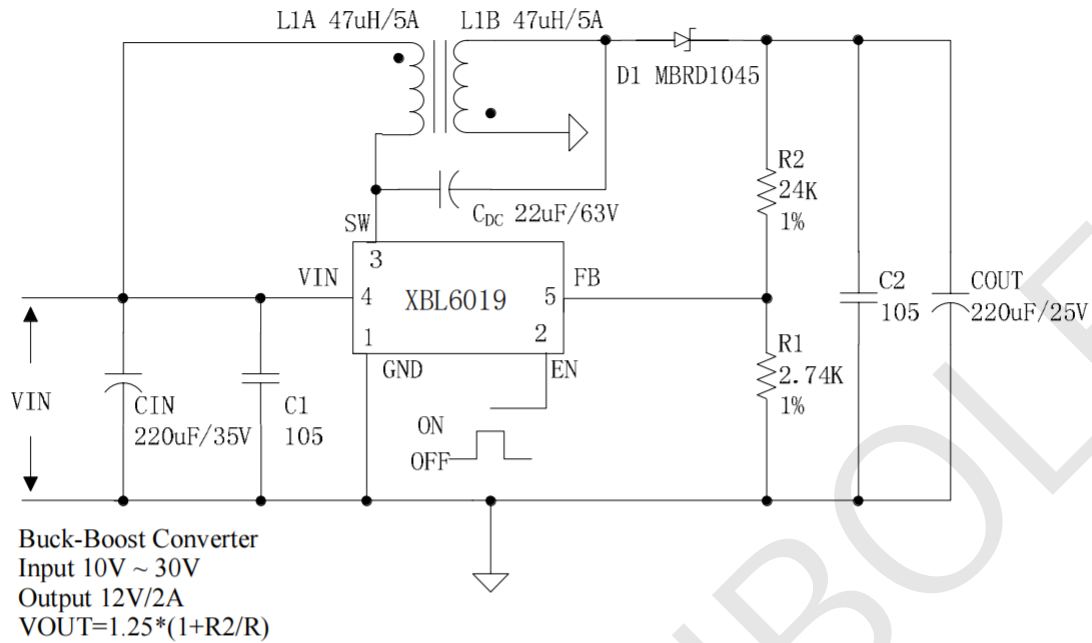 L1A 47uH/5A
L1B 47uH/5A
D1 MBRD1045
R2
24K
1%
CDC 22uF/63V
SW
3
VIN
FB
4
XBL6019
5
1
2
GND
EN
C2
105
COUT
220uF/25V
R1
2.74K
1%
VIN
CIN
220uF/35V
C1
105
ON
OFF
Buck-Boost Converter
Input 10V ~ 30V
Output 12V/2A
VOUT=1.25*(1+R2/R)